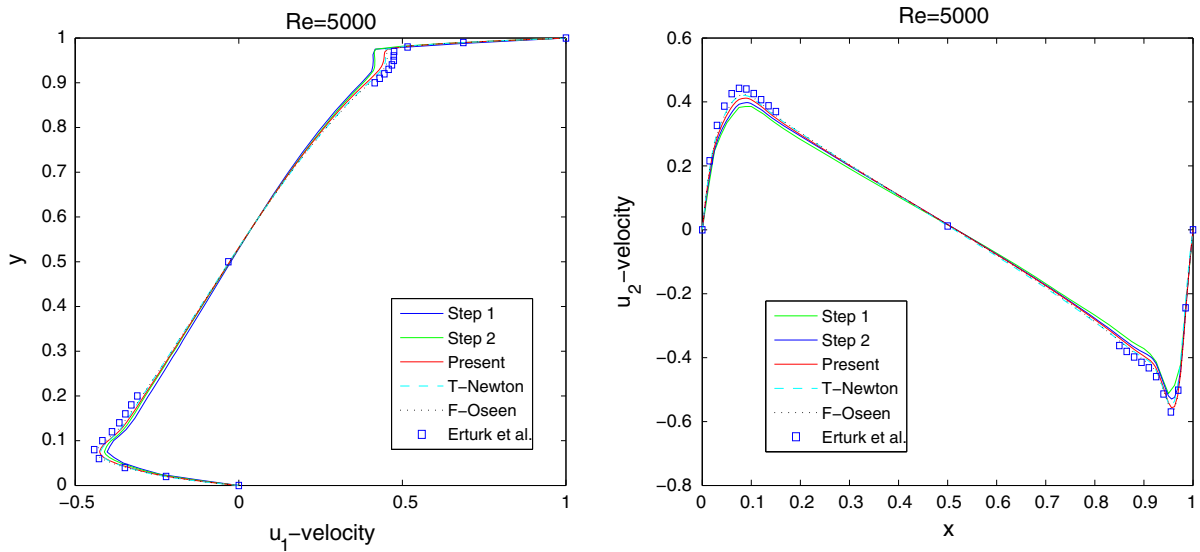 Re=5000
1
0.9
0.8
0.7
0.6
0.5
0.4
0.3
0.2
0.1
0
y
−0.5
0
0.5
1
u1−velocity
Step 1
Step 2
Present
T−Newton
F−Oseen
Erturk et al.
Re=5000
0.6
0.4
0.2
0
−0.2
−0.4
−0.6
−0.8
u2−velocity
0
0.1
0.2
0.3
0.4
0.5
0.6
0.7
0.8
0.9
1
x
Step 1
Step 2
Present
T−Newton
F−Oseen
Erturk et al.